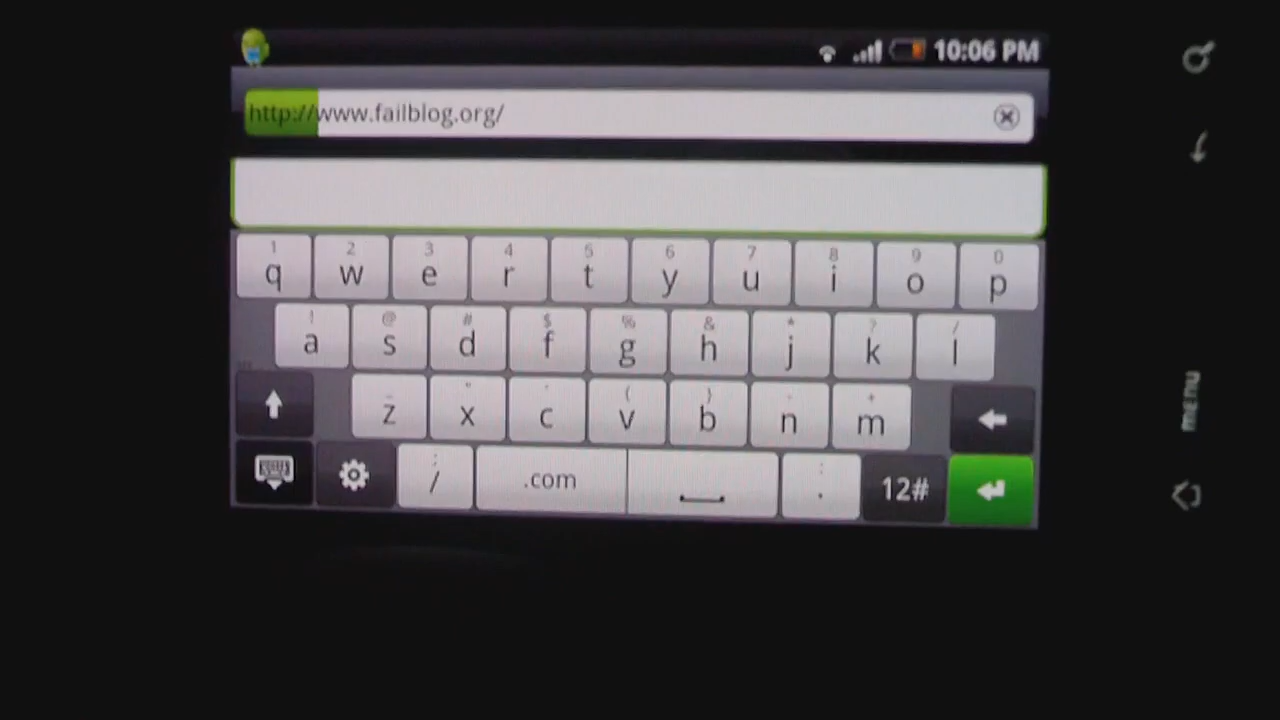 10:06 PM
http://www.failblog.org/
1 2 3 4 5 6 7 8 9 0
q w e r t y u i o p
! @ # $ % & * ? /
a s d f g h j k l
z x c v b n m
/ .com . 12#
menu